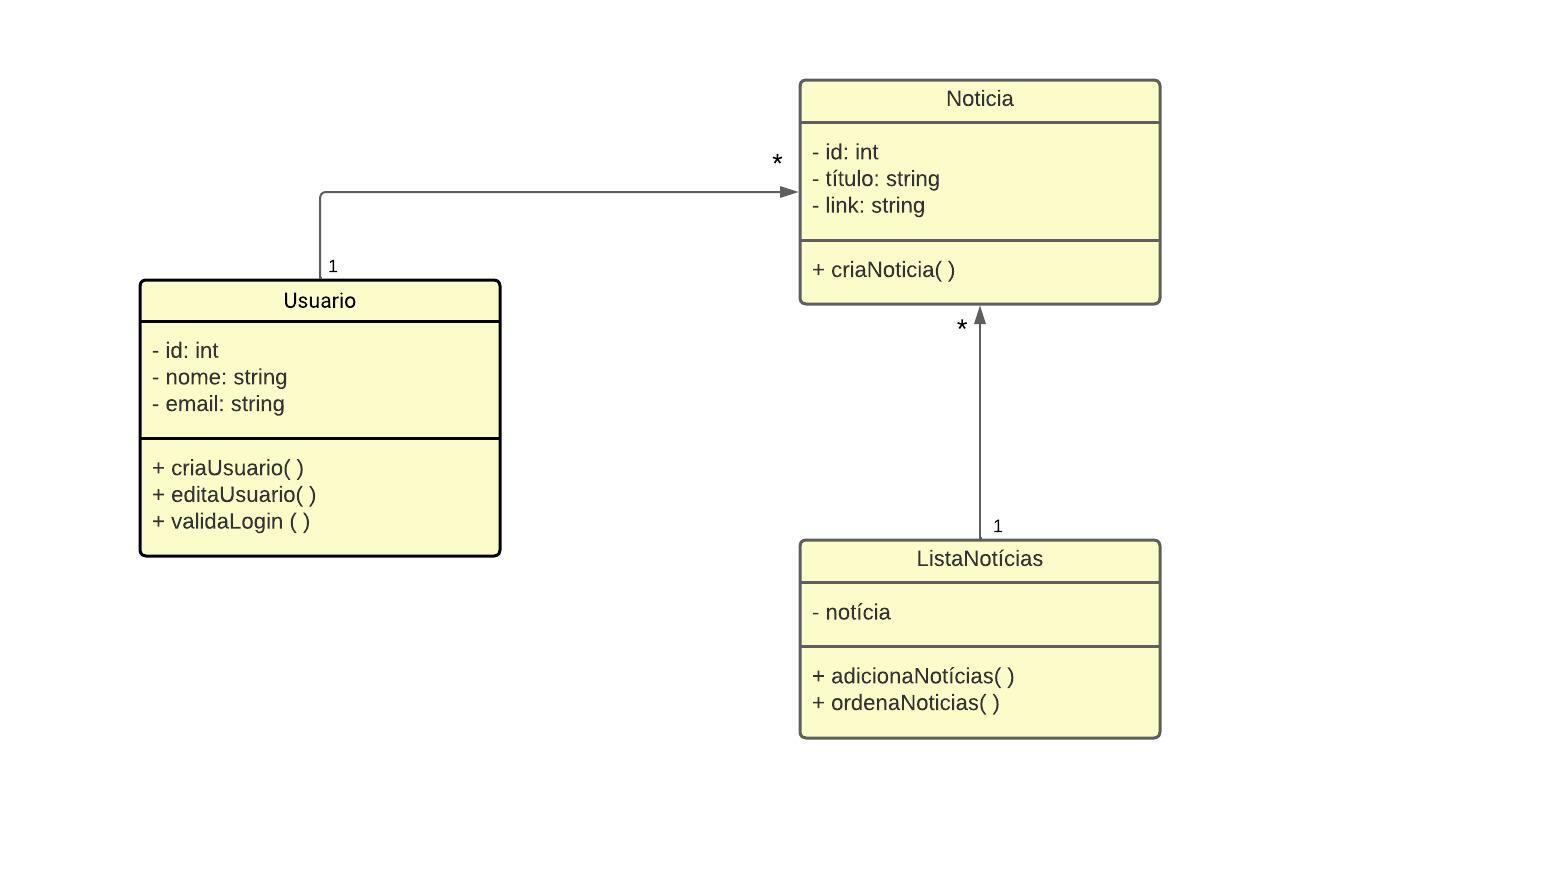 Noticia
- id: int
- título: string
- link: string
+ criaNoticia( )
*
1
Usuario
- id: int
- nome: string
- email: string
+ criaUsuario( )
+ editaUsuario( )
+ validaLogin ( )
*
1
ListaNotícias
- notícia
+ adicionaNotícias( )
+ ordenaNoticias( )